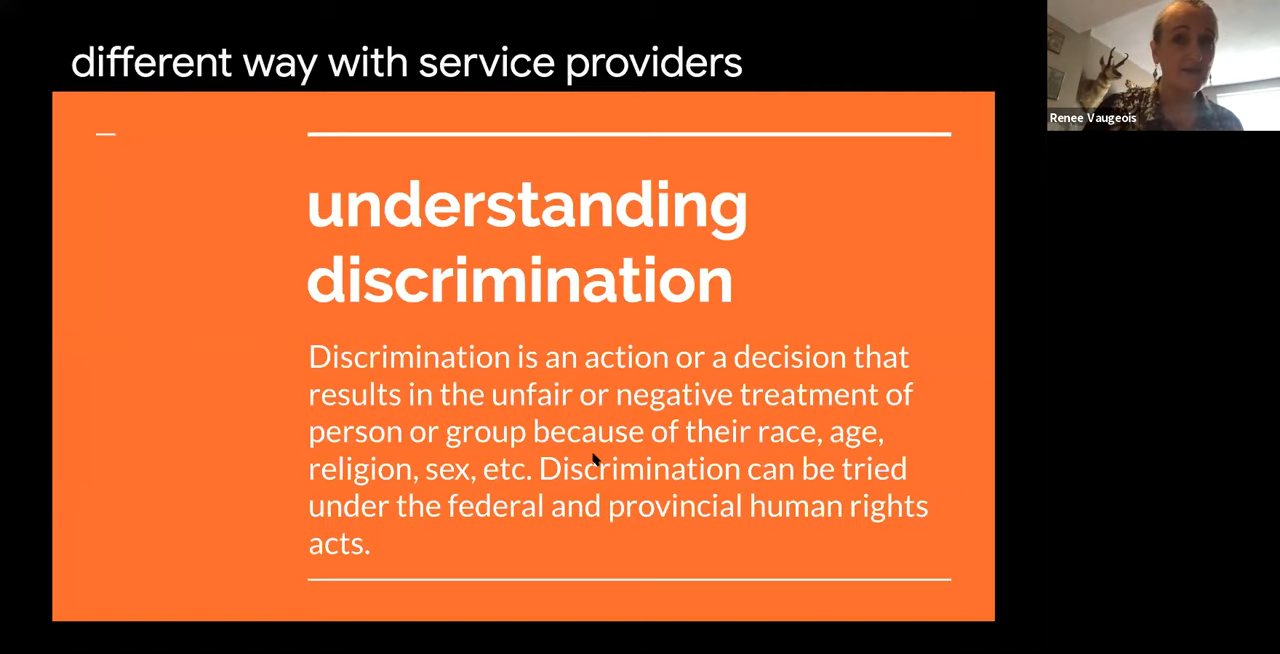 different way with service providers
Renee Vaugeois
understanding
discrimination
Discrimination is an action or a decision that
results in the unfair or negative treatment of
person or group because of their race, age,
religion, sex, etc. Discrimination can be tried
under the federal and provincial human rights
acts.